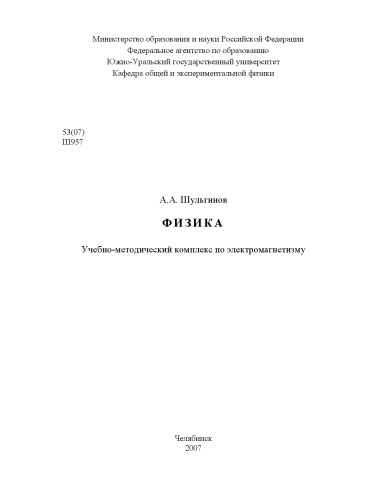 Министерство образования и науки Российской Федерации
Федеральное агентство по образованию
Южно-Уральский государственный университет
Кафедра общей и экспериментальной физики
53(07)
Ш957
А.А. Шульгинов
ФИЗИКА
Учебно-методический комплекс по электромагнетизму
Челябинск
2007